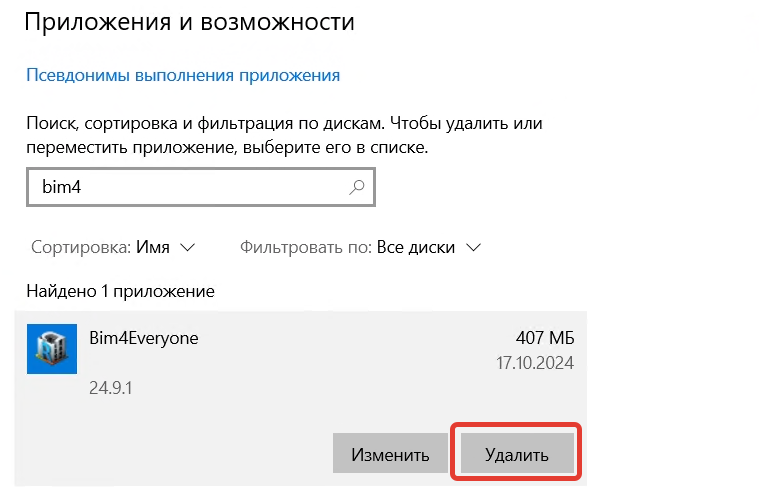 Приложения и возможности
Псевдонимы выполнения приложения
Поиск, сортировка и фильтрация по дискам. Чтобы удалить или
переместить приложение, выберите его в списке.
bim4
Сортировка: Имя Фильтровать по: Все диски
Найдено 1 приложение
Bim4Everyone 407 МБ
17.10.2024
24.9.1
Изменить Удалить